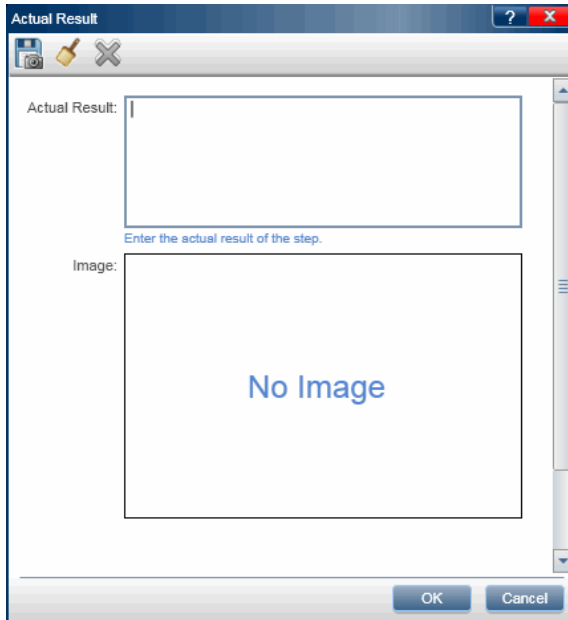 Actual Result
?
X
Actual Result:
Enter the actual result of the step.
Image:
No Image
OK
Cancel